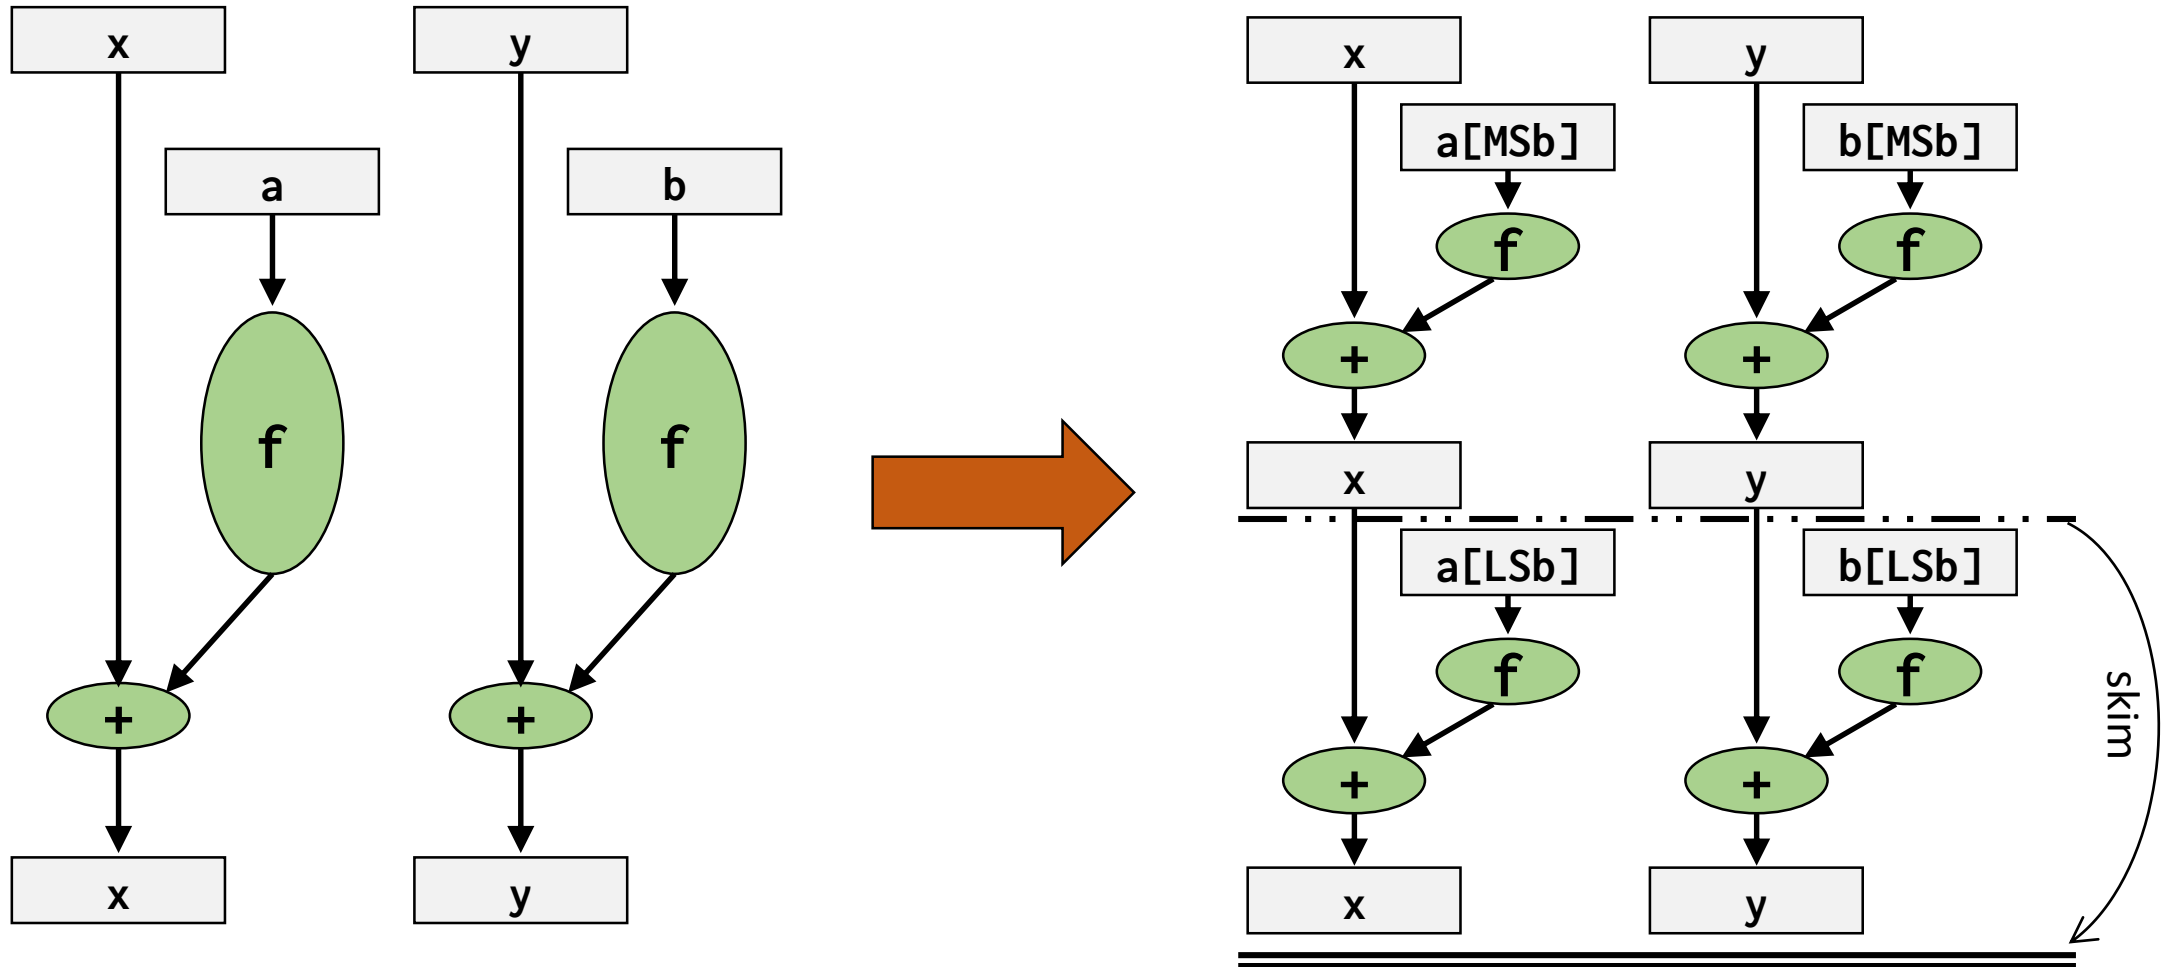 x
y
a
b
f
f
+
+
x
y
x
y
a[MSb]
b[MSb]
f
f
+
+
x
y
a[LSb]
b[LSb]
f
f
skim
+
+
x
y